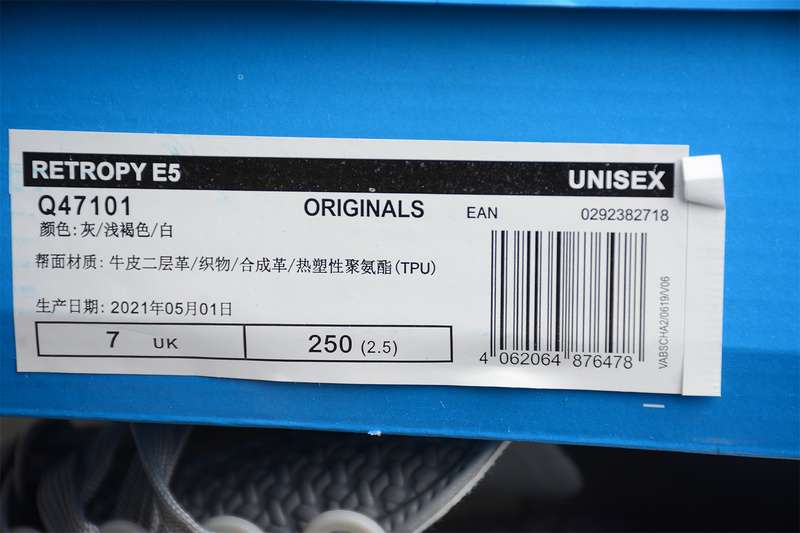 RETROPY E5 UNISEX
Q47101 ORIGINALS EAN 0292382718
颜色:灰/浅褐色/白
帮面材质: 牛皮二层革/织物/合成革/热塑性聚氨酯(TPU)
生产日期: 2021年05月01日
7 UK 250 (2.5)
4 062064 876478
VABSCHA2/0619/V06